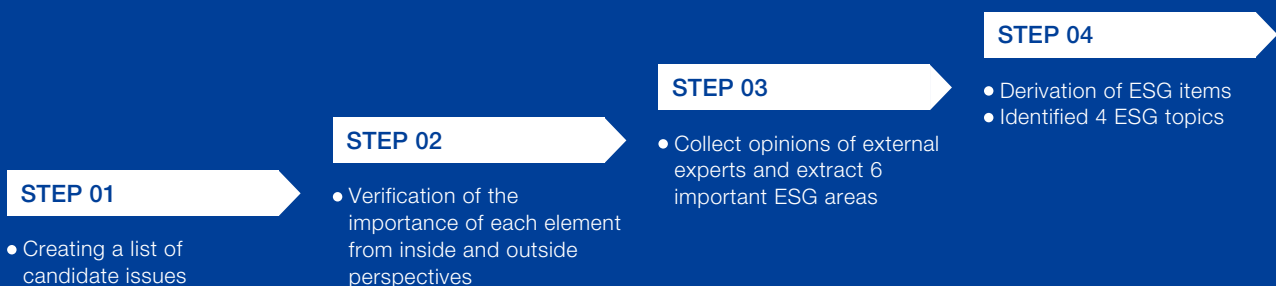 STEP 01
● Creating a list of
candidate issues
STEP 02
● Verification of the
importance of each element
from inside and outside
perspectives
STEP 03
● Collect opinions of external
experts and extract 6
important ESG areas
STEP 04
● Derivation of ESG items
● Identified 4 ESG topics